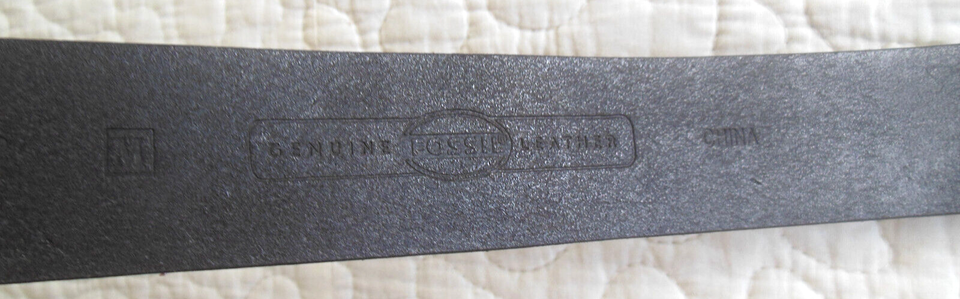 M
GENUINE FOSSIL LEATHER
CHINA